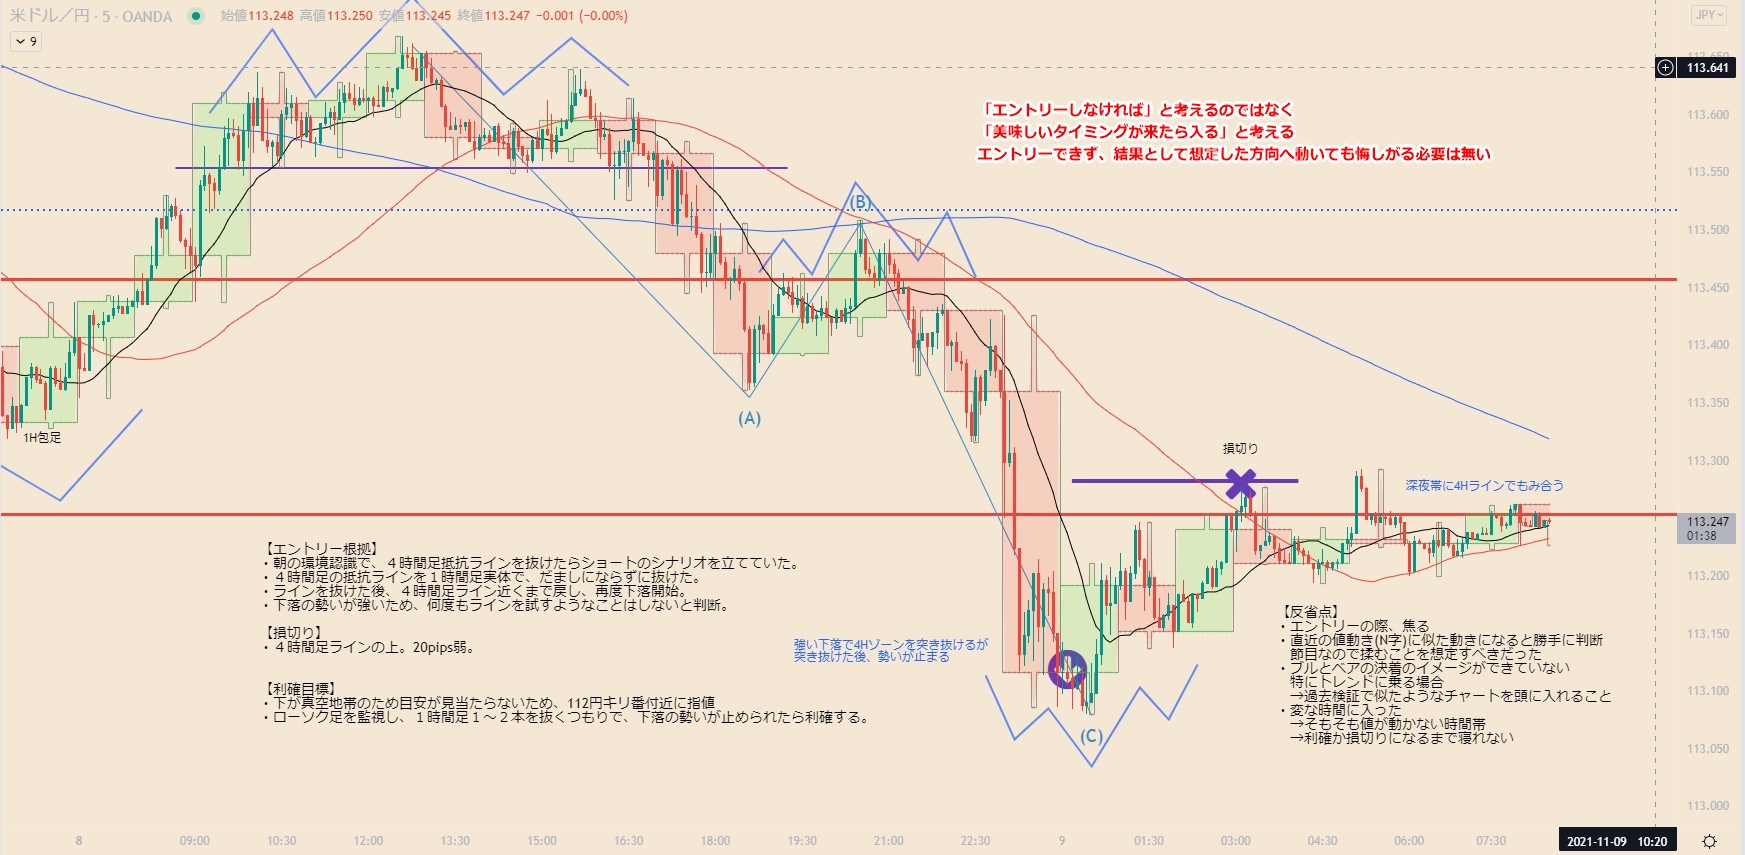 米ドル／円・5・OANDA 始値113.248 高値113.250 安値113.245 終値113.247 −0.001 (−0.00%)
JPY
9
113.650
113.641
「エントリーしなければ」と考えるのではなく
「美味しいタイミングが来たら入る」と考える
エントリーできず、結果として想定した方向へ動いても悔しがる必要は無い
113.600
113.550
(B)
113.500
113.450
113.400
113.350
(A)
1H包足
損切り
113.300
深夜帯に4Hラインでもみ合う
113.247
01:38
113.200
【エントリー根拠】
・朝の環境認識で、４時間足抵抗ラインを抜けたらショートのシナリオを立てていた。
・４時間足の抵抗ラインを１時間足実体で、だましにならずに抜けた。
・ラインを抜けた後、４時間足ライン近くまで戻し、再度下落開始。
・下落の勢いが強いため、何度もラインを試すようなことはしないと判断。
【損切り】
・４時間足ラインの上。20pips弱。
【利確目標】
・下が真空地帯のため目安が見当たらないため、112円キリ番付近に指値
・ローソク足を監視し、１時間足１～２本を抜くつもりで、下落の勢いが止められたら利確する。
強い下落で4Hゾーンを突き抜けるが
突き抜けた後、勢いが止まる
【反省点】
・エントリーの際、焦る
・直近の値動き(N字)に似た動きになると勝手に判断
節目なので揉むことを想定すべきだった
・ブルとベアの決着のイメージができていない
特にトレンドに乗る場合
→過去検証で似たようなチャートを頭に入れること
・変な時間に入った
→そもそも値が動かない時間帯
→利確か損切りになるまで寝れない
113.150
113.100
(C)
113.050
113.000
8 09:00 10:30 12:00 13:30 15:00 16:30 18:00 19:30 21:00 22:30 9 01:30 03:00 04:30 06:00 07:30 2021-11-09 10:20